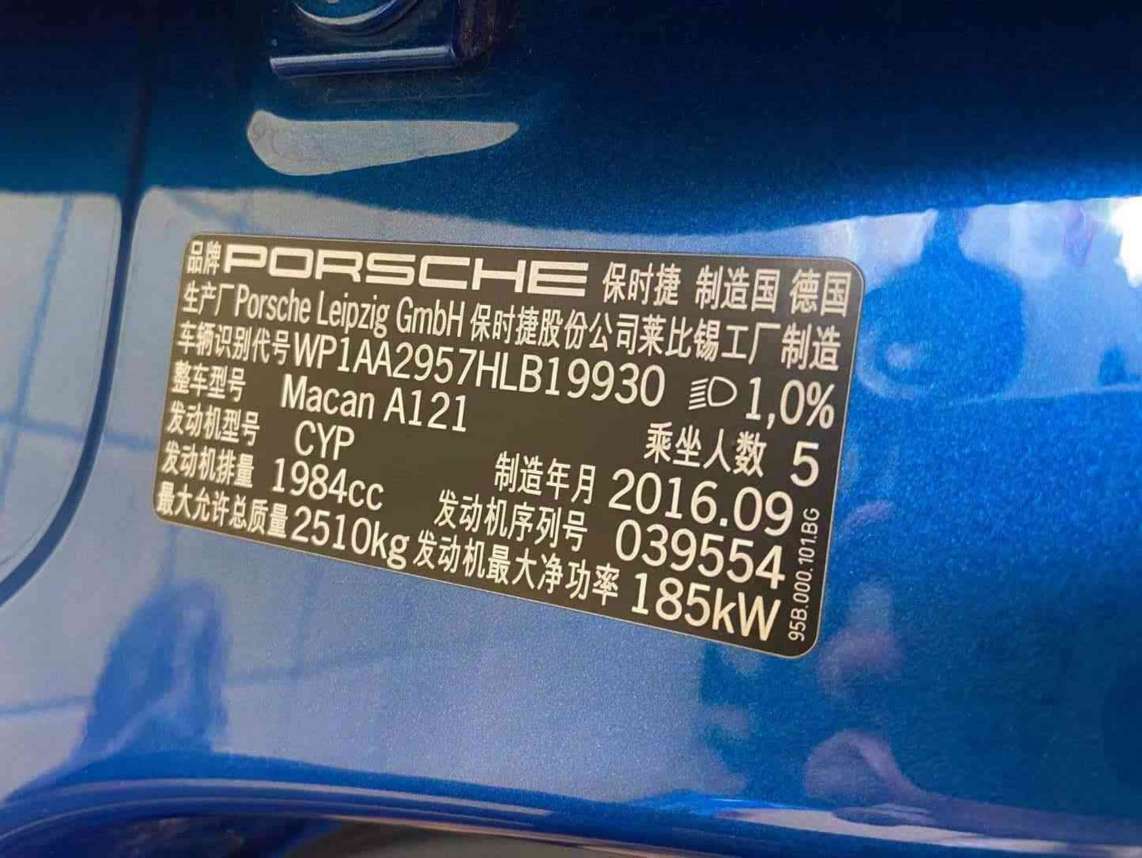 品牌 PORSCHE 保时捷 制造国 德国
生产厂 Porsche Leipzig GmbH 保时捷股份公司莱比锡工厂制造
车辆识别代号 WP1AA2957HLB19930 1,0%
整车型号 Macan A121 乘坐人数 5
发动机型号 CYP 制造年月 2016.09
发动机排量 1984cc 发动机序列号 039554
最大允许总质量 2510kg 发动机最大净功率 185kW
95B.000.101.BG